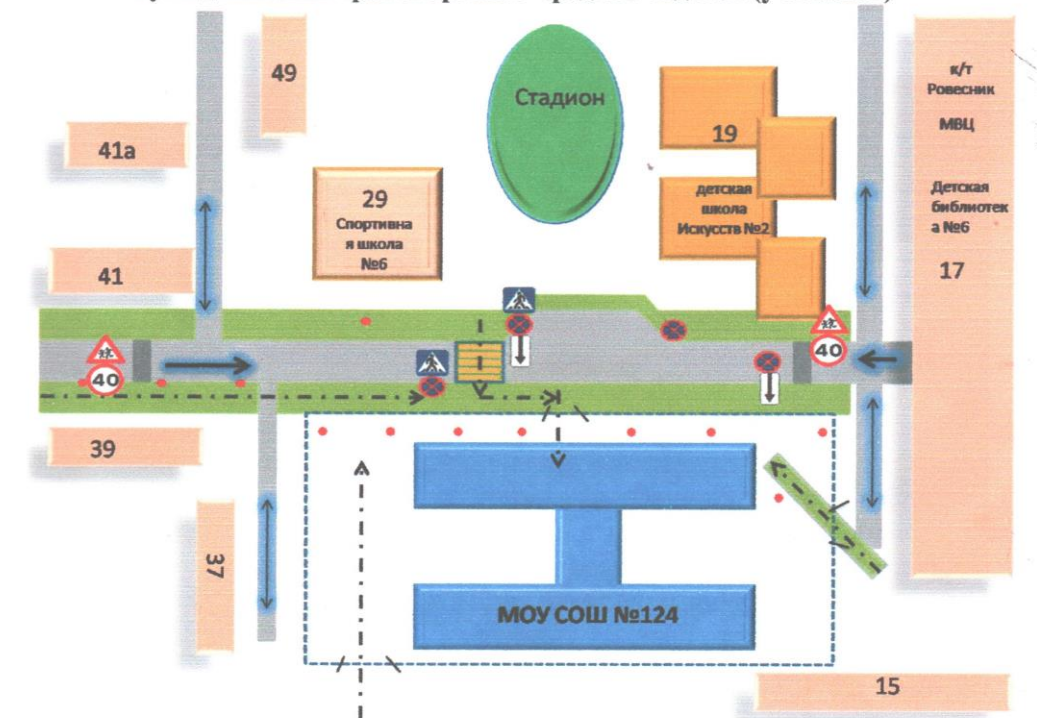 49
41а
Стадион
19
детская
школа
Искусств №2
к/т
Ровесник
МВЦ
Детская
библиотек
а №6
17
29
Спортивна
я школа
№6
41
40
40
39
37
МОУ СОШ №124
15